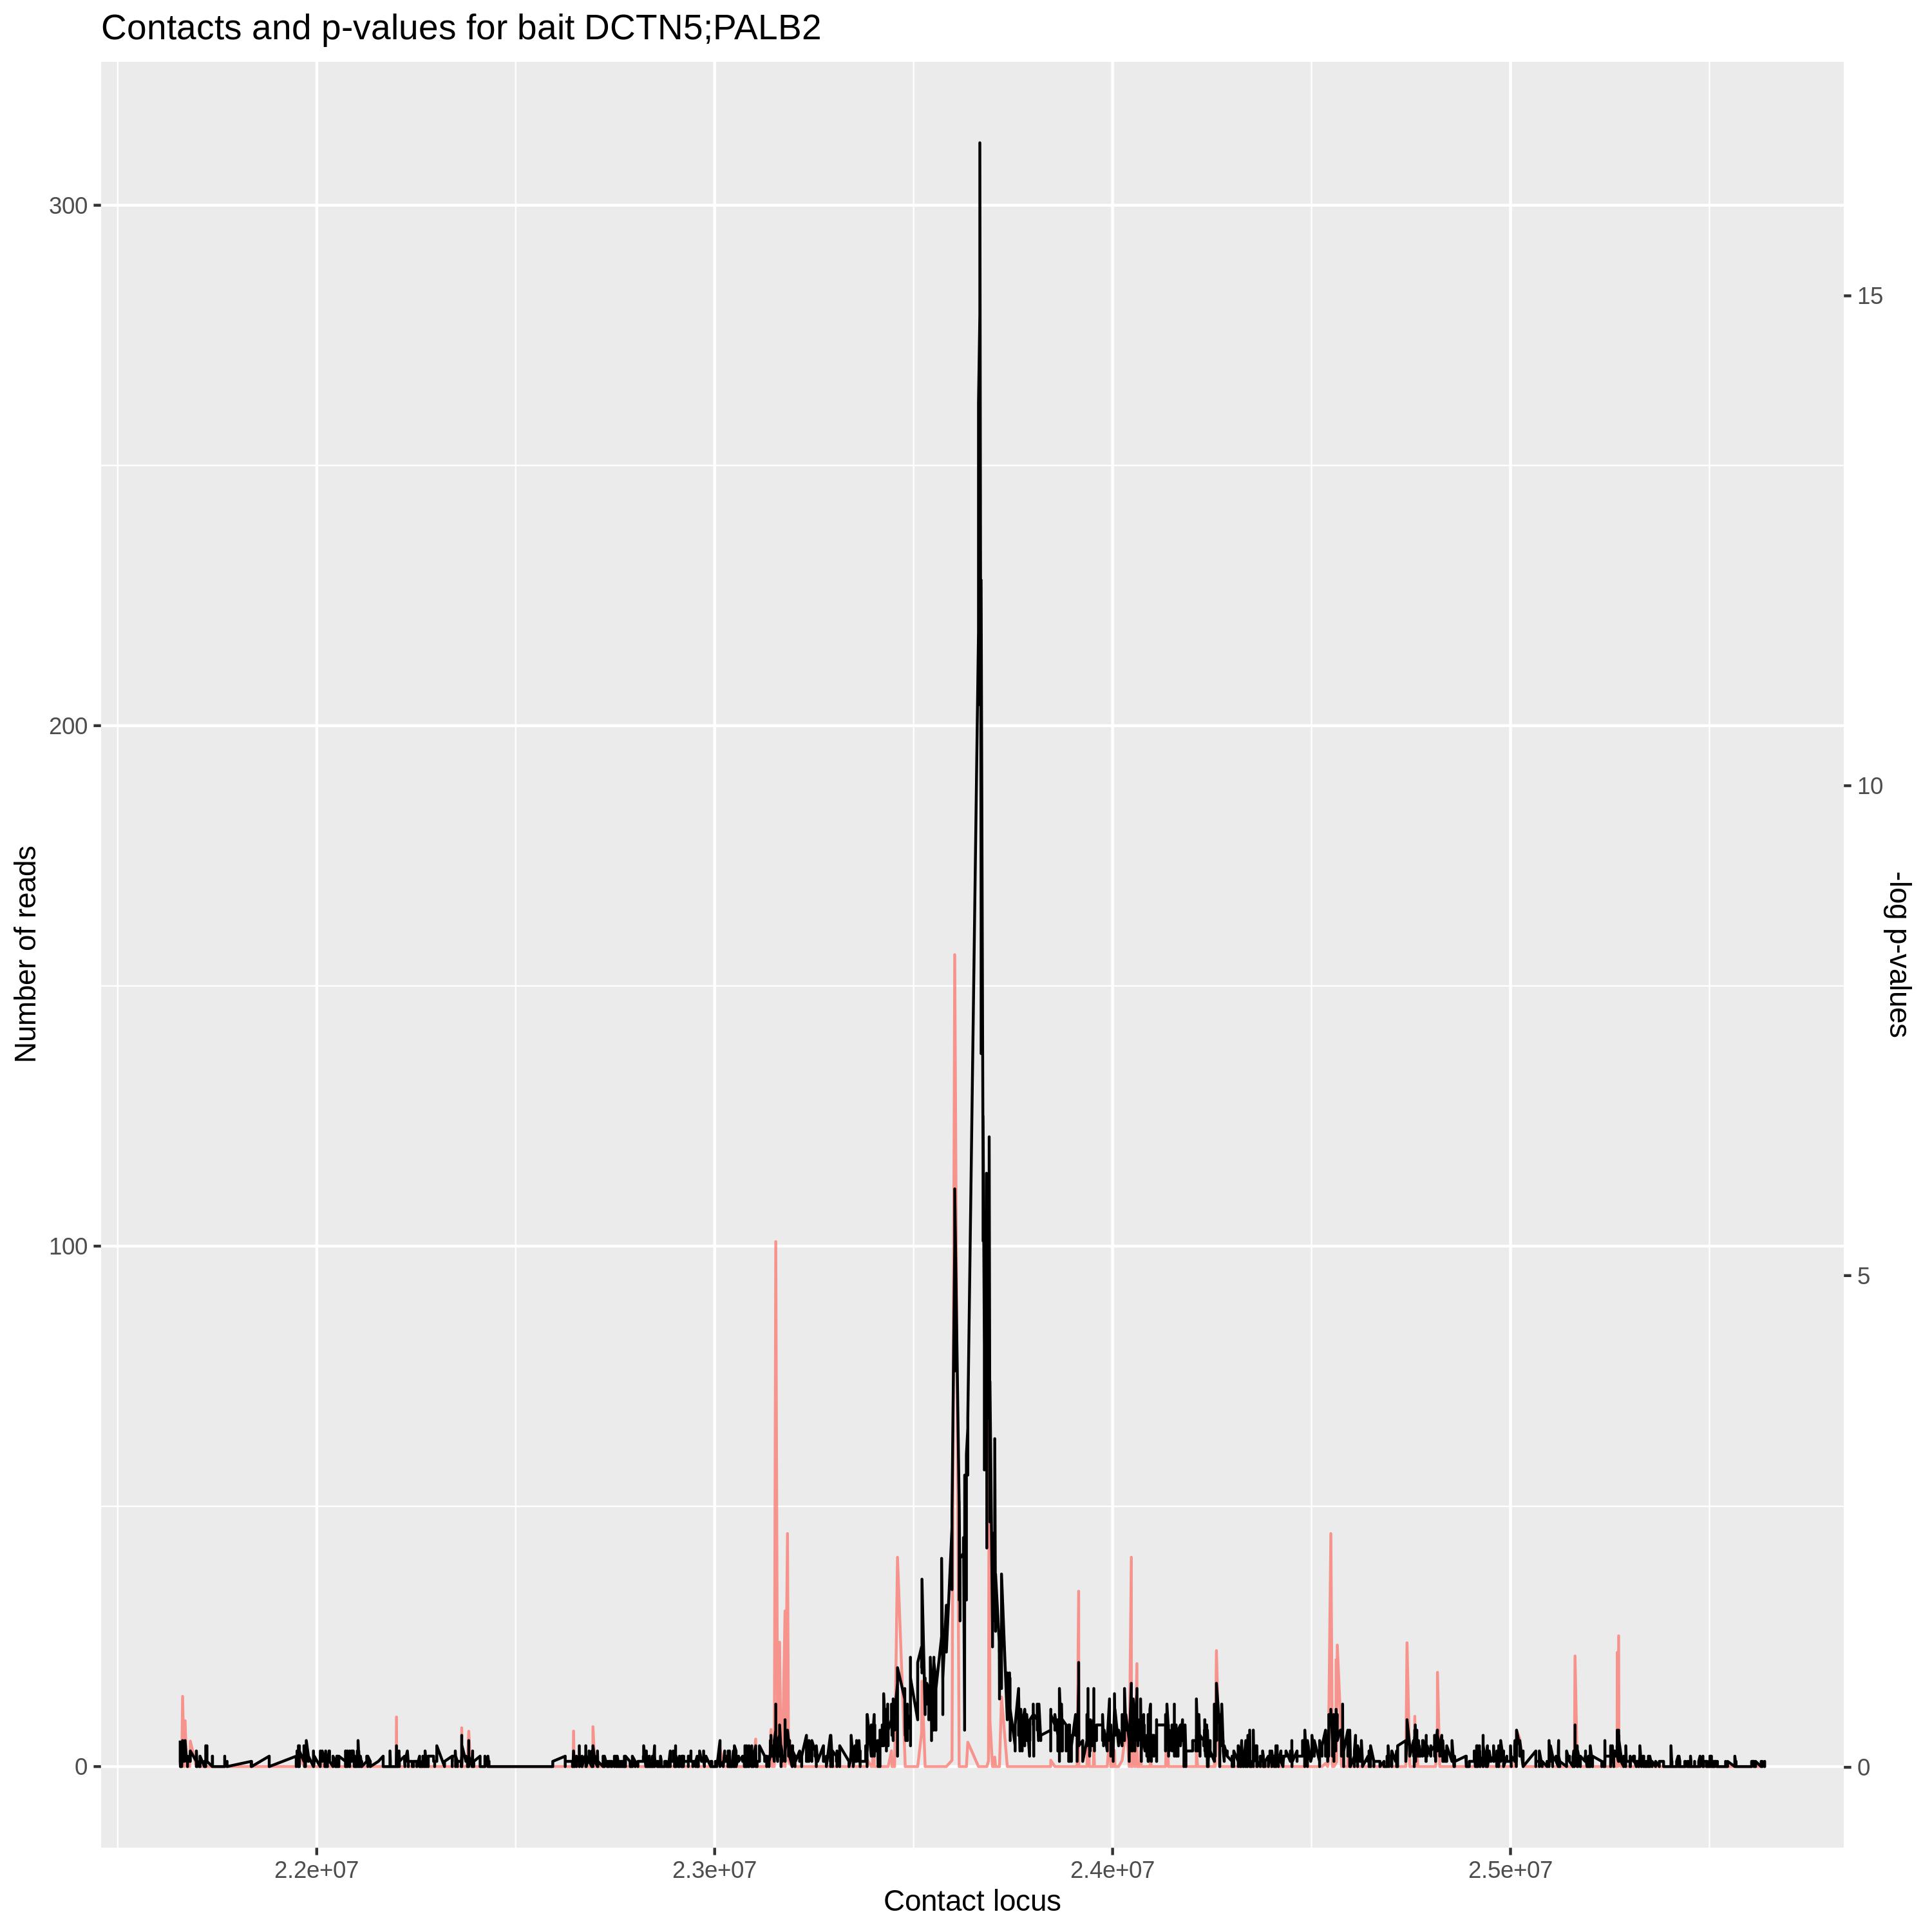 Contacts and p-values for bait DCTN5;PALB2
300
200
100
0
Number of reads
15
10
5
0
-log p-values
2.2e+07 2.3e+07 2.4e+07 2.5e+07
Contact locus